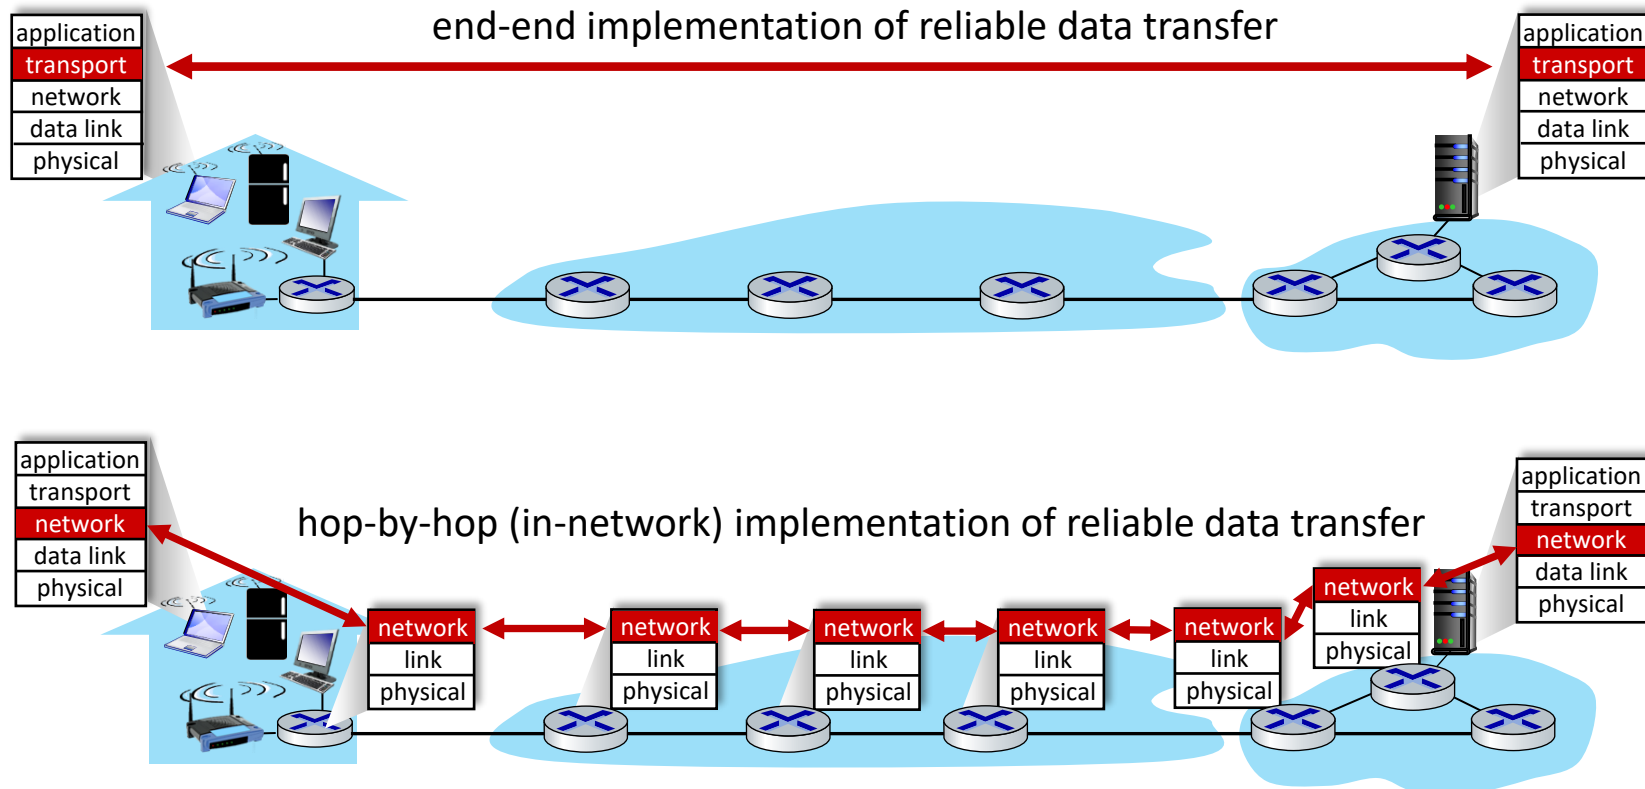 end-end implementation of reliable data transfer
application
transport
network
data link
physical
application
transport
network
data link
physical
hop-by-hop (in-network) implementation of reliable data transfer
application
transport
network
data link
physical
network
link
physical
network
link
physical
network
link
physical
network
link
physical
network
link
physical
network
link
physical
application
transport
network
data link
physical